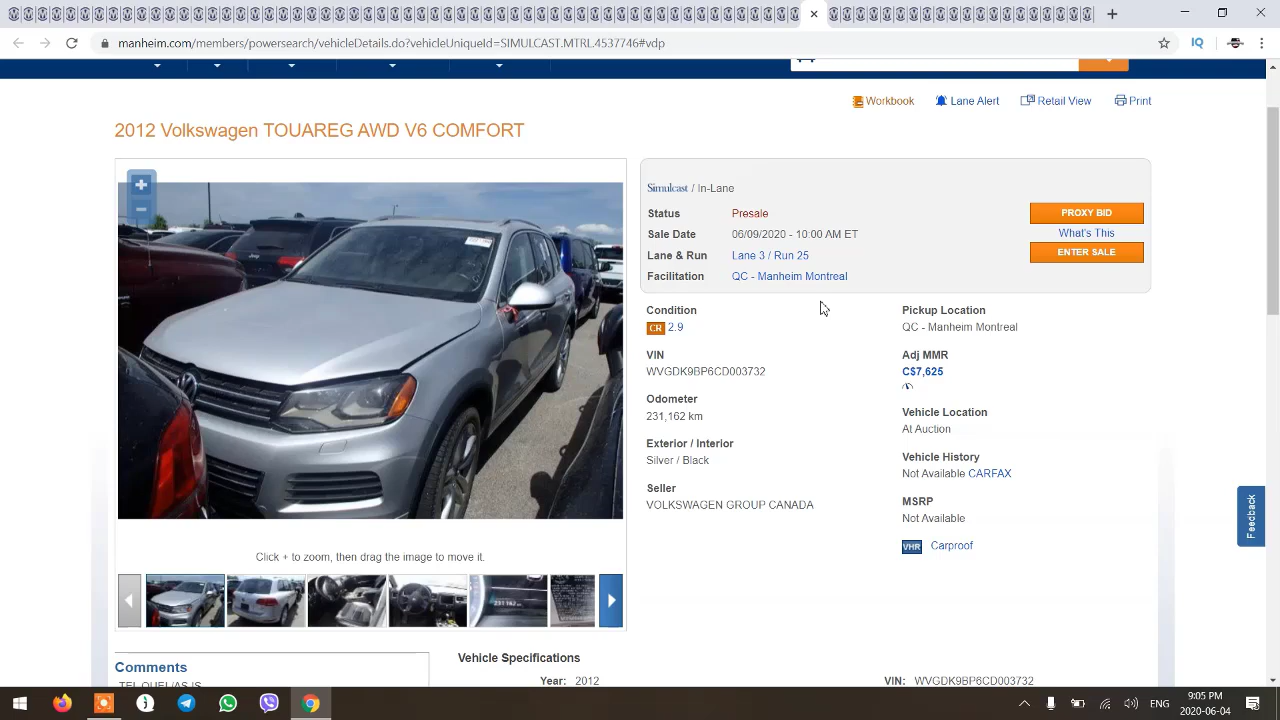 manheim.com/members/powersearch/vehicleDetails.do?vehicleUniqueId=SIMULCAST.MTRL.4537746#vdp
IQ
Workbook
Lane Alert
Retail View
Print
2012 Volkswagen TOUAREG AWD V6 COMFORT
Simulcast / In-Lane
Status Presale
Sale Date 06/09/2020 - 10:00 AM ET
Lane & Run Lane 3 / Run 25
Facilitation QC - Manheim Montreal
PROXY BID
What's This
ENTER SALE
Condition
CR 2.9
VIN
WVGDK9BP6CD003732
Odometer
231,162 km
Exterior / Interior
Silver / Black
Seller
VOLKSWAGEN GROUP CANADA
Pickup Location
QC - Manheim Montreal
Adj MMR
C$7,625
Vehicle Location
At Auction
Vehicle History
Not Available CARFAX
MSRP
Not Available
VHR Carproof
Feedback
Click + to zoom, then drag the image to move it.
Comments
TEL QUEL/AS IS
Vehicle Specifications
Year: 2012
VIN: WVGDK9BP6CD003732
ENG
9:05 PM
2020-06-04